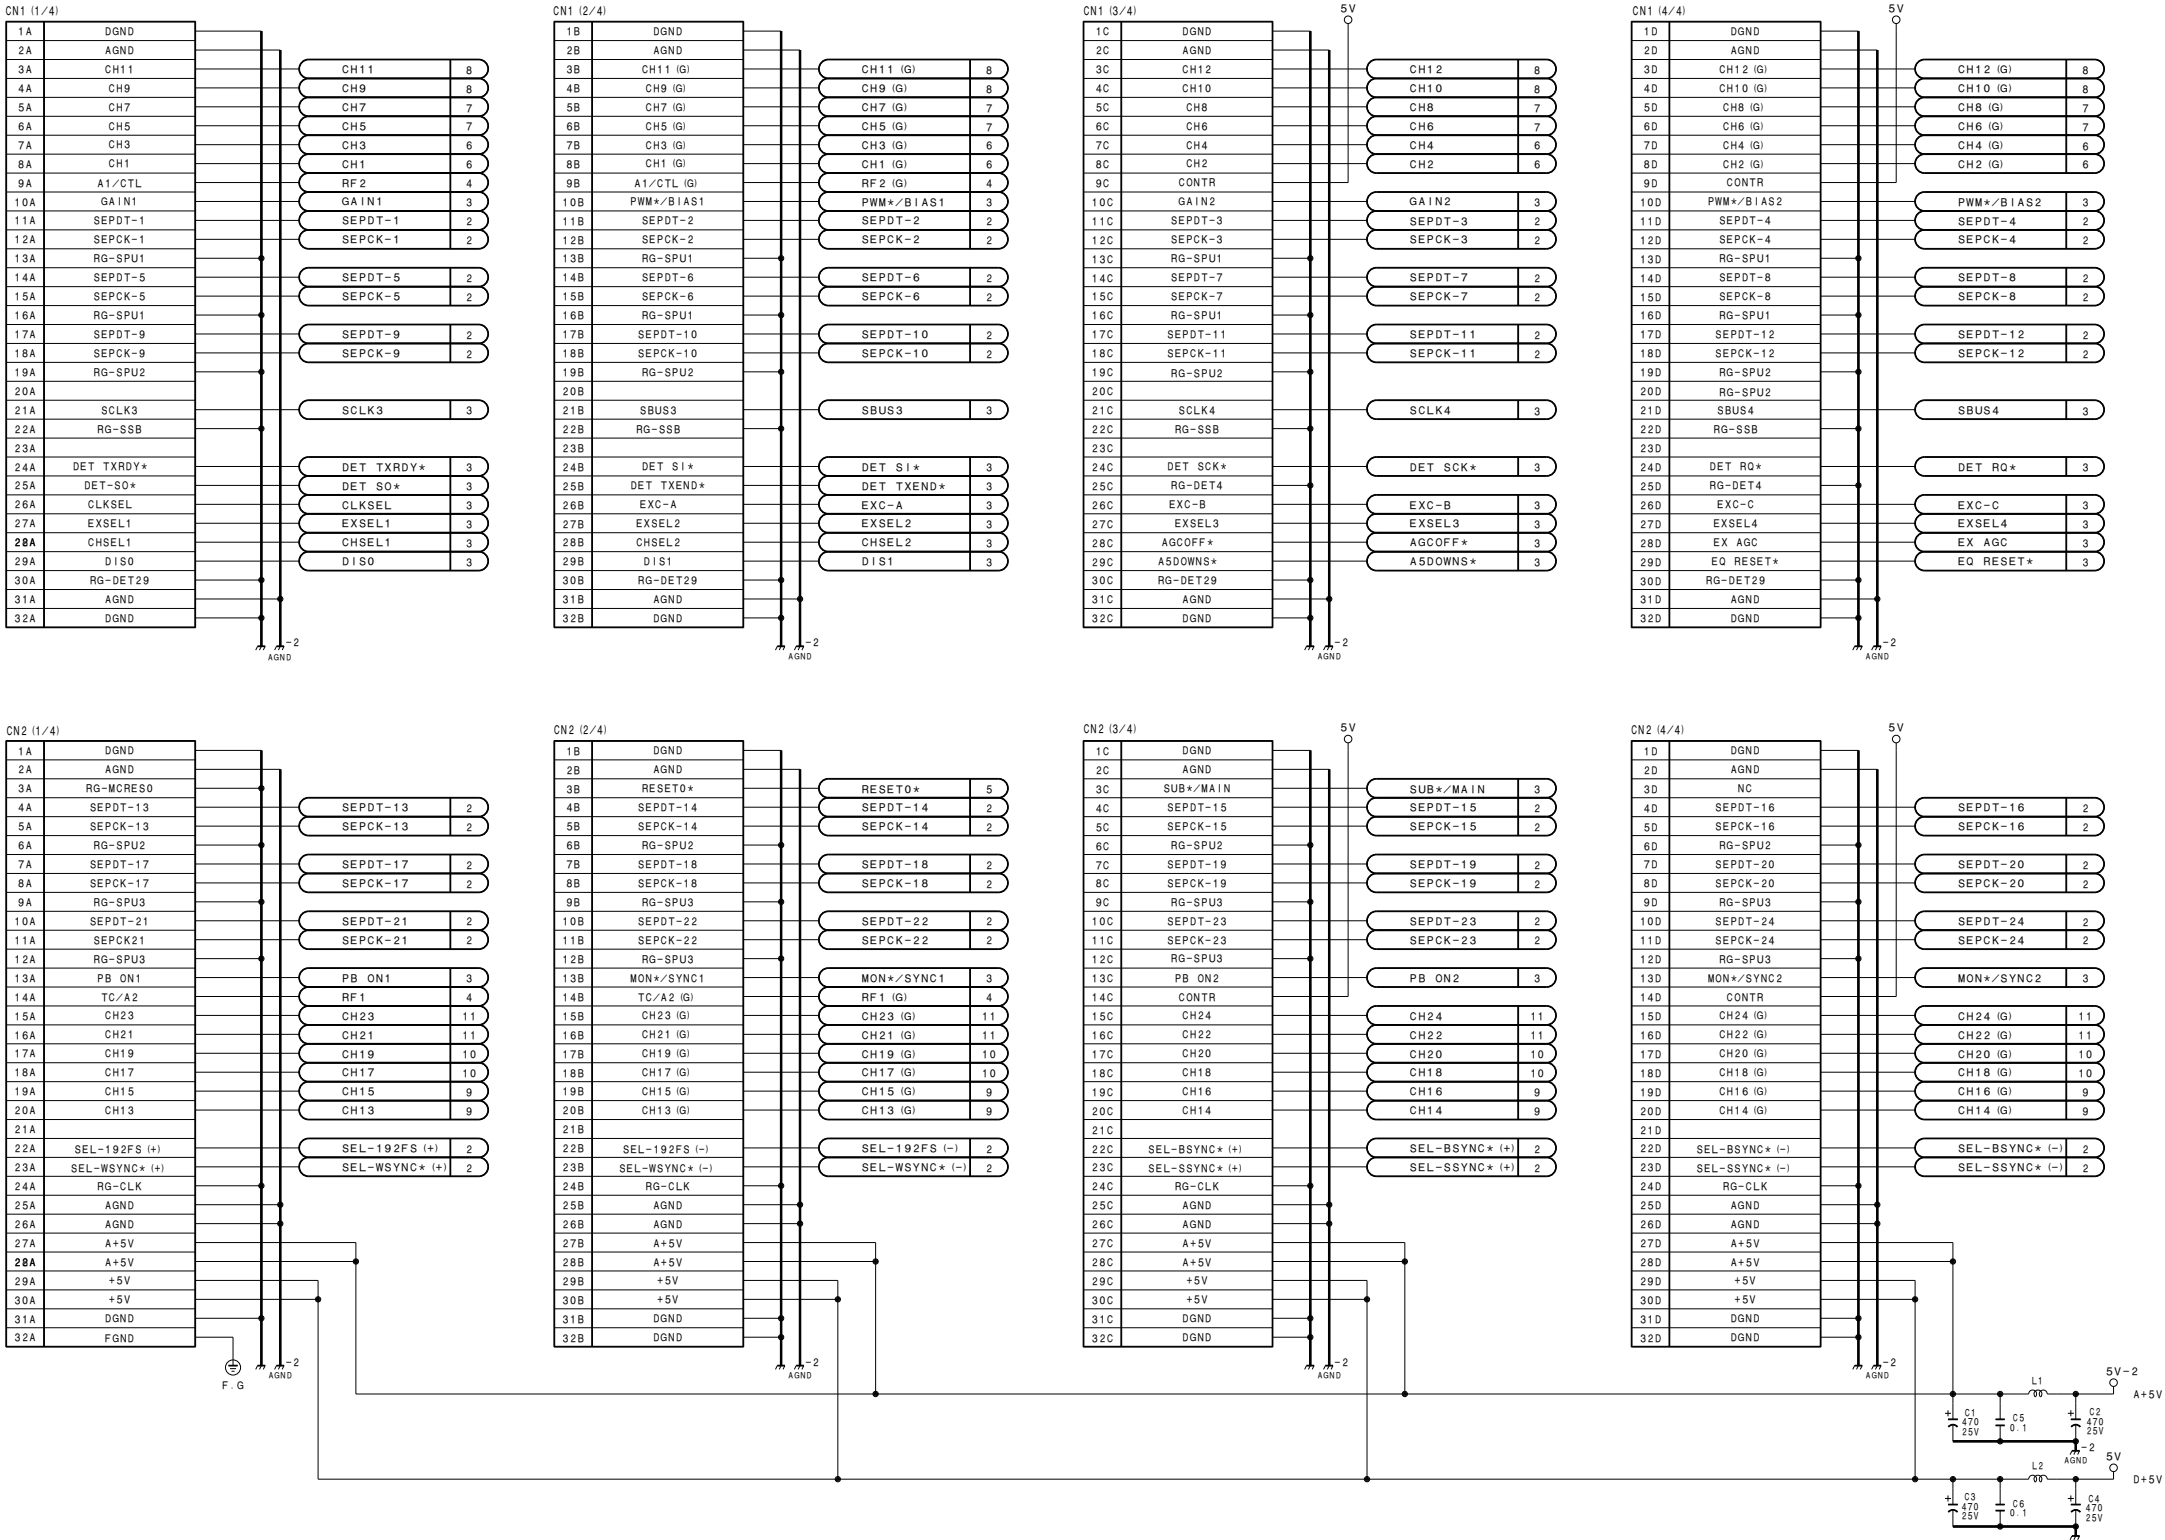 CN1 (1/4)
1A DGND
2A AGND
3A CH11 CH11 8
4A CH9 CH9 8
5A CH7 CH7 7
6A CH5 CH5 7
7A CH3 CH3 6
8A CH1 CH1 6
9A A1/CTL RF2 4
10A GAIN1 GAIN1 3
11A SEPDT-1 SEPDT-1 2
12A SEPCK-1 SEPCK-1 2
13A RG-SPU1
14A SEPDT-5 SEPDT-5 2
15A SEPCK-5 SEPCK-5 2
16A RG-SPU1
17A SEPDT-9 SEPDT-9 2
18A SEPCK-9 SEPCK-9 2
19A RG-SPU2
20A
21A SCLK3 SCLK3 3
22A RG-SSB
23A
24A DET TXRDY* DET TXRDY* 3
25A DET-SO* DET SO* 3
26A CLKSEL CLKSEL 3
27A EXSEL1 EXSEL1 3
28A CHSEL1 CHSEL1 3
29A DIS0 DIS0 3
30A RG-DET29
31A AGND
32A DGND
-2
AGND
CN1 (2/4)
1B DGND
2B AGND
3B CH11 (G) CH11 (G) 8
4B CH9 (G) CH9 (G) 8
5B CH7 (G) CH7 (G) 7
6B CH5 (G) CH5 (G) 7
7B CH3 (G) CH3 (G) 6
8B CH1 (G) CH1 (G) 6
9B A1/CTL (G) RF2 (G) 4
10B PWM*/BIAS1 PWM*/BIAS1 3
11B SEPDT-2 SEPDT-2 2
12B SEPCK-2 SEPCK-2 2
13B RG-SPU1
14B SEPDT-6 SEPDT-6 2
15B SEPCK-6 SEPCK-6 2
16B RG-SPU1
17B SEPDT-10 SEPDT-10 2
18B SEPCK-10 SEPCK-10 2
19B RG-SPU2
20B
21B SBUS3 SBUS3 3
22B RG-SSB
23B
24B DET SI* DET SI* 3
25B DET TXEND* DET TXEND* 3
26B EXC-A EXC-A 3
27B EXSEL2 EXSEL2 3
28B CHSEL2 CHSEL2 3
29B DIS1 DIS1 3
30B RG-DET29
31B AGND
32B DGND
-2
AGND
CN1 (3/4)
5V
1C DGND
2C AGND
3C CH12 CH12 8
4C CH10 CH10 8
5C CH8 CH8 7
6C CH6 CH6 7
7C CH4 CH4 6
8C CH2 CH2 6
9C CONTR
10C GAIN2 GAIN2 3
11C SEPDT-3 SEPDT-3 2
12C SEPCK-3 SEPCK-3 2
13C RG-SPU1
14C SEPDT-7 SEPDT-7 2
15C SEPCK-7 SEPCK-7 2
16C RG-SPU1
17C SEPDT-11 SEPDT-11 2
18C SEPCK-11 SEPCK-11 2
19C RG-SPU2
20C
21C SCLK4 SCLK4 3
22C RG-SSB
23C
24C DET SCK* DET SCK* 3
25C RG-DET4
26C EXC-B EXC-B 3
27C EXSEL3 EXSEL3 3
28C AGCOFF* AGCOFF* 3
29C A5DOWNS* A5DOWNS* 3
30C RG-DET29
31C AGND
32C DGND
-2
AGND
CN1 (4/4)
5V
1D DGND
2D AGND
3D CH12 (G) CH12 (G) 8
4D CH10 (G) CH10 (G) 8
5D CH8 (G) CH8 (G) 7
6D CH6 (G) CH6 (G) 7
7D CH4 (G) CH4 (G) 6
8D CH2 (G) CH2 (G) 6
9D CONTR
10D PWM*/BIAS2 PWM*/BIAS2 3
11D SEPDT-4 SEPDT-4 2
12D SEPCK-4 SEPCK-4 2
13D RG-SPU1
14D SEPDT-8 SEPDT-8 2
15D SEPCK-8 SEPCK-8 2
16D RG-SPU1
17D SEPDT-12 SEPDT-12 2
18D SEPCK-12 SEPCK-12 2
19D RG-SPU2
20D RG-SPU2
21D SBUS4 SBUS4 3
22D RG-SSB
23D
24D DET RQ* DET RQ* 3
25D RG-DET4
26D EXC-C EXC-C 3
27D EXSEL4 EXSEL4 3
28D EX AGC EX AGC 3
29D EQ RESET* EQ RESET* 3
30D RG-DET29
31D AGND
32D DGND
-2
AGND
CN2 (1/4)
1A DGND
2A AGND
3A RG-MCRES0
4A SEPDT-13 SEPDT-13 2
5A SEPCK-13 SEPCK-13 2
6A RG-SPU2
7A SEPDT-17 SEPDT-17 2
8A SEPCK-17 SEPCK-17 2
9A RG-SPU3
10A SEPDT-21 SEPDT-21 2
11A SEPCK21 SEPCK-21 2
12A RG-SPU3
13A PB ON1 PB ON1 3
14A TC/A2 RF1 4
15A CH23 CH23 11
16A CH21 CH21 11
17A CH19 CH19 10
18A CH17 CH17 10
19A CH15 CH15 9
20A CH13 CH13 9
21A
22A SEL-192FS (+) SEL-192FS (+) 2
23A SEL-WSYNC* (+) SEL-WSYNC* (+) 2
24A RG-CLK
25A AGND
26A AGND
27A A+5V
28A A+5V
29A +5V
30A +5V
31A DGND
32A FGND
F.G
-2
AGND
CN2 (2/4)
1B DGND
2B AGND
3B RESET0* RESET0* 5
4B SEPDT-14 SEPDT-14 2
5B SEPCK-14 SEPCK-14 2
6B RG-SPU2
7B SEPDT-18 SEPDT-18 2
8B SEPCK-18 SEPCK-18 2
9B RG-SPU3
10B SEPDT-22 SEPDT-22 2
11B SEPCK-22 SEPCK-22 2
12B RG-SPU3
13B MON*/SYNC1 MON*/SYNC1 3
14B TC/A2 (G) RF1 (G) 4
15B CH23 (G) CH23 (G) 11
16B CH21 (G) CH21 (G) 11
17B CH19 (G) CH19 (G) 10
18B CH17 (G) CH17 (G) 10
19B CH15 (G) CH15 (G) 9
20B CH13 (G) CH13 (G) 9
21B
22B SEL-192FS (-) SEL-192FS (-) 2
23B SEL-WSYNC* (-) SEL-WSYNC* (-) 2
24B RG-CLK
25B AGND
26B AGND
27B A+5V
28B A+5V
29B +5V
30B +5V
31B DGND
32B DGND
-2
AGND
CN2 (3/4)
5V
1C DGND
2C AGND
3C SUB*/MAIN SUB*/MAIN 3
4C SEPDT-15 SEPDT-15 2
5C SEPCK-15 SEPCK-15 2
6C RG-SPU2
7C SEPDT-19 SEPDT-19 2
8C SEPCK-19 SEPCK-19 2
9C RG-SPU3
10C SEPDT-23 SEPDT-23 2
11C SEPCK-23 SEPCK-23 2
12C RG-SPU3
13C PB ON2 PB ON2 3
14C CONTR
15C CH24 CH24 11
16C CH22 CH22 11
17C CH20 CH20 10
18C CH18 CH18 10
19C CH16 CH16 9
20C CH14 CH14 9
21C
22C SEL-BSYNC* (+) SEL-BSYNC* (+) 2
23C SEL-SSYNC* (+) SEL-SSYNC* (+) 2
24C RG-CLK
25C AGND
26C AGND
27C A+5V
28C A+5V
29C +5V
30C +5V
31C DGND
32C DGND
-2
AGND
CN2 (4/4)
5V
1D DGND
2D AGND
3D NC
4D SEPDT-16 SEPDT-16 2
5D SEPCK-16 SEPCK-16 2
6D RG-SPU2
7D SEPDT-20 SEPDT-20 2
8D SEPCK-20 SEPCK-20 2
9D RG-SPU3
10D SEPDT-24 SEPDT-24 2
11D SEPCK-24 SEPCK-24 2
12D RG-SPU3
13D MON*/SYNC2 MON*/SYNC2 3
14D CONTR
15D CH24 (G) CH24 (G) 11
16D CH22 (G) CH22 (G) 11
17D CH20 (G) CH20 (G) 10
18D CH18 (G) CH18 (G) 10
19D CH16 (G) CH16 (G) 9
20D CH14 (G) CH14 (G) 9
21D
22D SEL-BSYNC* (-) SEL-BSYNC* (-) 2
23D SEL-SSYNC* (-) SEL-SSYNC* (-) 2
24D RG-CLK
25D AGND
26D AGND
27D A+5V
28D A+5V
29D +5V
30D +5V
31D DGND
32D DGND
-2
AGND
5V-2
L1
A+5V
+ C1 470 25V
C5 0.1
+ C2 470 25V
-2
AGND
5V
L2
D+5V
+ C3 470 25V
C6 0.1
+ C4 470 25V